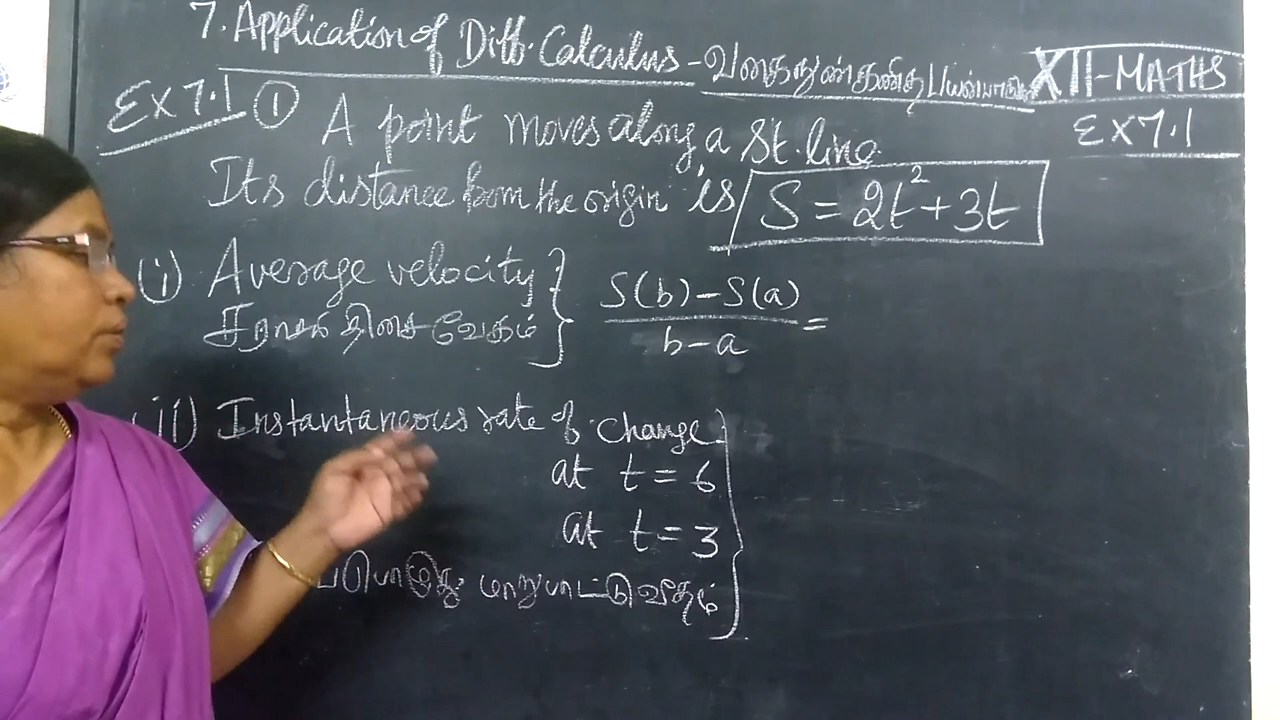 7. Application of Diff. Calculus - வகைநுண்கணித பயன்பாடு
XII-MATHS
EX 7.1
EX 7.1 ① A point moves along a St. line
Its distance from the origin is S = 2t² + 3t
(i) Average velocity
சராசரி திசைவேகம்
S(b) - S(a)
b - a
=
(ii) Instantaneous rate of change
at t = 6
at t = 3
மாறுபாட்டு வீதம்